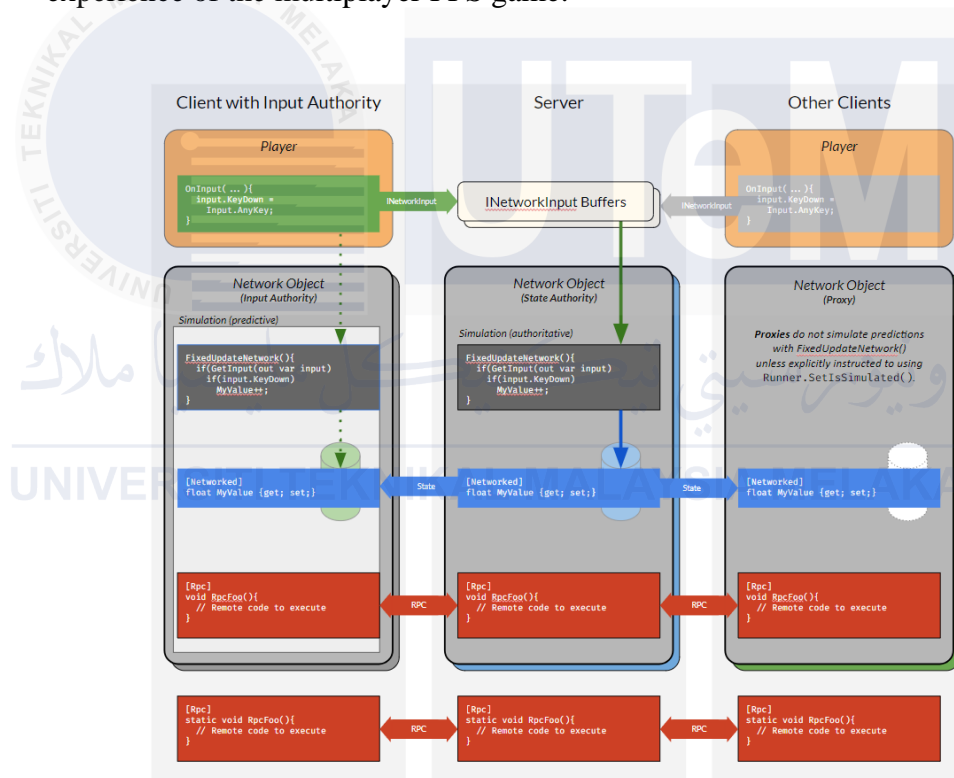 experience of the multiplayer FPS game.
Client with Input Authority
Player
OnInput( ... ){
input.KeyDown =
Input.AnyKey;
}
INetworkInput
Server
INetworkInput Buffers
Other Clients
Player
OnInput( ... ){
input.KeyDown =
Input.AnyKey;
}
INetworkInput
Network Object
(Input Authority)
Simulation (predictive)
FixedUpdateNetwork(){
if(GetInput(out var input)
if(input.KeyDown)
MyValue++;
}
Network Object
(State Authority)
Simulation (authoritative)
FixedUpdateNetwork(){
if(GetInput(out var input)
if(input.KeyDown)
MyValue++;
}
Network Object
(Proxy)
Proxies do not simulate predictions
with FixedUpdateNetwork()
unless explicitly instructed to using
Runner.SetIsSimulated().
[Networked]
float MyValue {get; set;}
State
[Networked]
float MyValue {get; set;}
State
[Networked]
float MyValue {get; set;}
[Rpc]
void RpcFoo(){
// Remote code to execute
}
RPC
[Rpc]
void RpcFoo(){
// Remote code to execute
}
RPC
[Rpc]
void RpcFoo(){
// Remote code to execute
}
[Rpc]
static void RpcFoo(){
// Remote code to execute
}
RPC
[Rpc]
static void RpcFoo(){
// Remote code to execute
}
RPC
[Rpc]
static void RpcFoo(){
// Remote code to execute
}
UNIVERSITI TEKNIKAL MELAKA
UTeM
UNIVERSITI TEKNIKAL MALAYSIA MELAKA